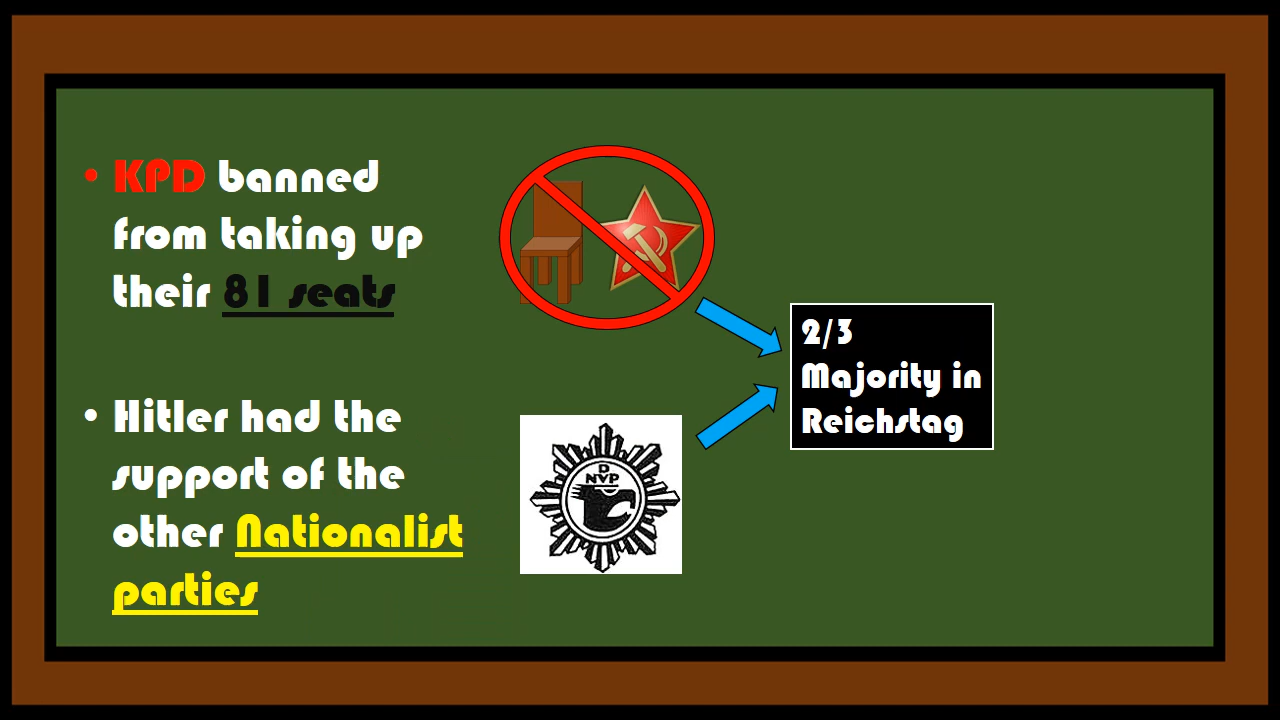 • KPD banned
from taking up
their 81 seats
• Hitler had the
support of the
other Nationalist
parties
D
NVP
2/3
Majority in
Reichstag